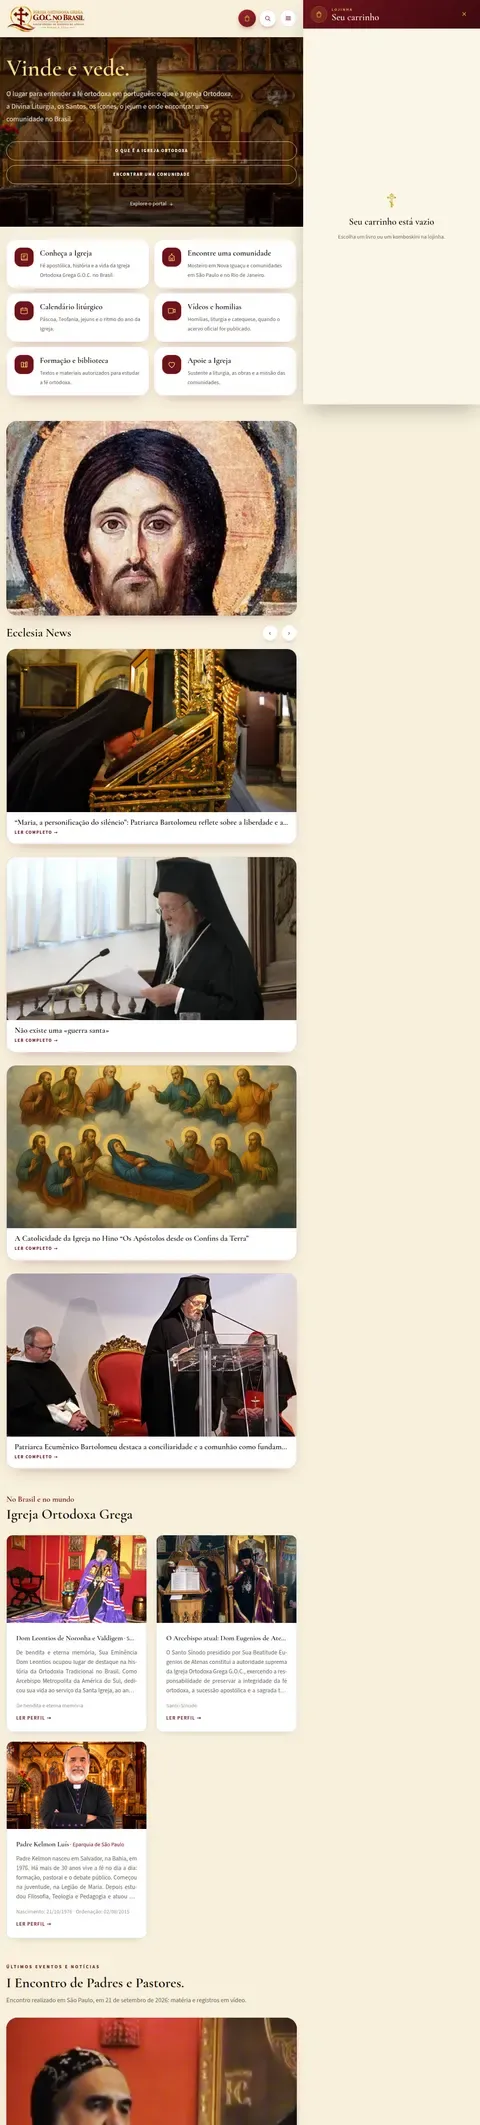 IGREJA ORTODOXA GREGA
G.O.C. NO BRASIL
LOJINHA
Seu carrinho
Vinde e vede.
O lugar para entender a fé ortodoxa em português: o que é a Igreja Ortodoxa,
a Divina Liturgia, os Santos, os ícones, o jejum e onde encontrar uma
comunidade no Brasil.
O QUE É A IGREJA ORTODOXA
ENCONTRAR UMA COMUNIDADE
Explore o portal ↓
Seu carrinho está vazio
Escolha um livro ou um komboskini na lojinha.
Conheça a Igreja
Fé apostólica, história e a vida da Igreja
Ortodoxa Grega G.O.C. no Brasil.
Encontre uma comunidade
Mosteiro em Nova Iguaçu e comunidades
em São Paulo e no Rio de Janeiro.
Calendário litúrgico
Páscoa, Teofania, jejuns e o ritmo do ano da
Igreja.
Vídeos e homilias
Homilias, liturgia e catequese, quando o
acervo oficial for publicado.
Formação e biblioteca
Textos e materiais autorizados para estudar
a fé ortodoxa.
Apoie a Igreja
Sustente a liturgia, as obras e a missão das
comunidades.
Ecclesia News
“Maria, a personificação do silêncio”: Patriarca Bartolomeu reflete sobre a liberdade e a...
LER COMPLETO →
Não existe uma «guerra santa»
LER COMPLETO →
A Catolicidade da Igreja no Hino “Os Apóstolos desde os Confins da Terra”
LER COMPLETO →
Patriarca Ecumênico Bartolomeu destaca a conciliaridade e a comunhão como fundam...
LER COMPLETO →
No Brasil e no mundo
Igreja Ortodoxa Grega
Dom Leontios de Noronha e Valdigem · S...
De bendita e eterna memória, Sua Eminência
Dom Leontios ocupou lugar de destaque na his-
tória da Ortodoxia Tradicional no Brasil. Como
Arcebispo Metropolita da América do Sul, dedi-
cou sua vida ao serviço da Santa Igreja, ao an...
De bendita e eterna memória
LER PERFIL →
O Arcebispo atual: Dom Eugenios de Ate...
O Santo Sínodo presidido por Sua Beatitude Eu-
genios de Atenas constitui a autoridade suprema
da Igreja Ortodoxa Grega G.O.C., exercendo a res-
ponsabilidade de preservar a integridade da fé
ortodoxa, a sucessão apostólica e a sagrada t...
Santo Sínodo
LER PERFIL →
Padre Kelmon Luis · Eparquia de São Paulo
Padre Kelmon nasceu em Salvador, na Bahia, em
1976. Há mais de 30 anos vive a fé no dia a dia:
formação, pastoral e o debate público. Começou
na juventude, na Legião de Maria. Depois estu-
dou Filosofia, Teologia e Pedagogia e atuou ...
Nascimento: 21/10/1976 · Ordenação: 02/08/2015
LER PERFIL →
ÚLTIMOS EVENTOS E NOTÍCIAS
I Encontro de Padres e Pastores.
Encontro realizado em São Paulo, em 21 de setembro de 2026: matéria e registros em vídeo.